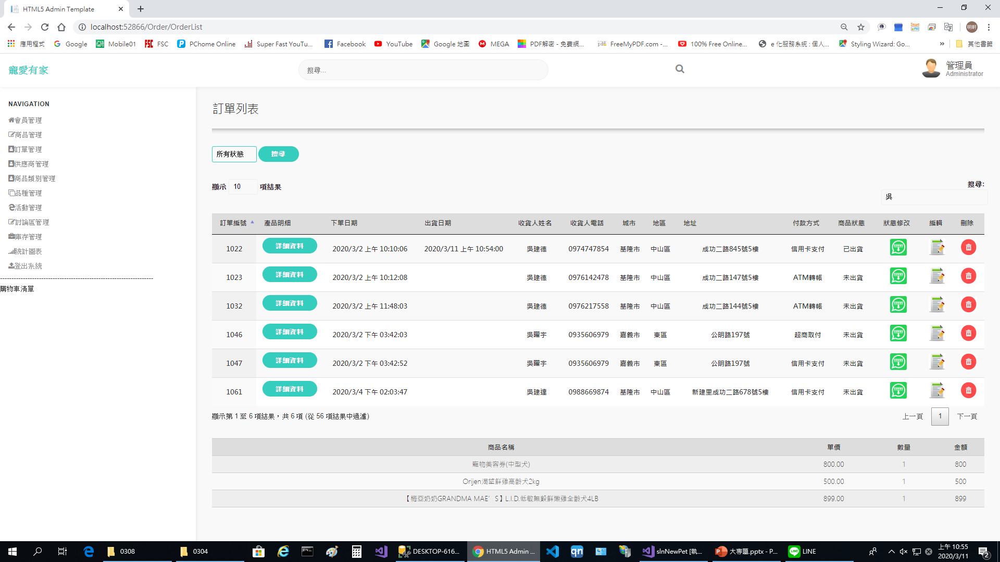 HTML5 Admin Template
localhost:52866/Order/OrderList
明軒
應用程式 Google Mobile01 FSC PChome Online Super Fast YouTu... Facebook YouTube Google 地圖 MEGA PDF解密 - 免費網... FreeMyPDF.com -... 100% Free Online... e 化服務系統 : 個人... Styling Wizard: Go... » 其他書籤
寵愛有家
搜尋...
管理員
Administrator
NAVIGATION
會員管理
商品管理
訂單管理
供應商管理
商品類別管理
品種管理
活動管理
討論區管理
庫存管理
統計圖表
登出系統
購物車清單
訂單列表
所有狀態 搜尋
顯示 10 項結果
搜尋:
吳
訂單編號 產品明細 下單日期 出貨日期 收貨人姓名 收貨人電話 城市 地區 地址 付款方式 商品狀態 狀態修改 編輯 刪除
1022 詳細資料 2020/3/2 上午 10:10:06 2020/3/11 上午 10:54:00 吳建德 0974747854 基隆市 中山區 成功二路845號5樓 信用卡支付 已出貨
1023 詳細資料 2020/3/2 上午 10:12:08 吳建德 0976142478 基隆市 中山區 成功二路147號5樓 ATM轉帳 未出貨
1032 詳細資料 2020/3/2 上午 11:48:03 吳建德 0976217558 基隆市 中山區 成功二路144號5樓 ATM轉帳 未出貨
1046 詳細資料 2020/3/2 下午 03:42:03 吳曜宇 0935606979 嘉義市 東區 公明路197號 超商取付 未出貨
1047 詳細資料 2020/3/2 下午 03:42:52 吳曜宇 0935606979 嘉義市 東區 公明路197號 信用卡支付 未出貨
1061 詳細資料 2020/3/4 下午 02:03:47 吳建達 0988669874 基隆市 中山區 新建里成功二路678號5樓 信用卡支付 未出貨
顯示第 1 至 6 項結果，共 6 項 (從 56 項結果中過濾)
上一頁 1 下一頁
商品名稱 單價 數量 金額
寵物美容券(中型犬) 800.00 1 800
Orijen渴望鮮雞高齡犬2kg 500.00 1 500
【梅亞奶奶GRANDMA MAE’S】L.I.D.低敏無穀鮮嫩雞全齡犬4LB 899.00 1 899
0308 0304 DESKTOP-616... HTML5 Admin ... slnNewPet [執... 大專題.pptx - P... LINE
上午 10:55
2020/3/11
2